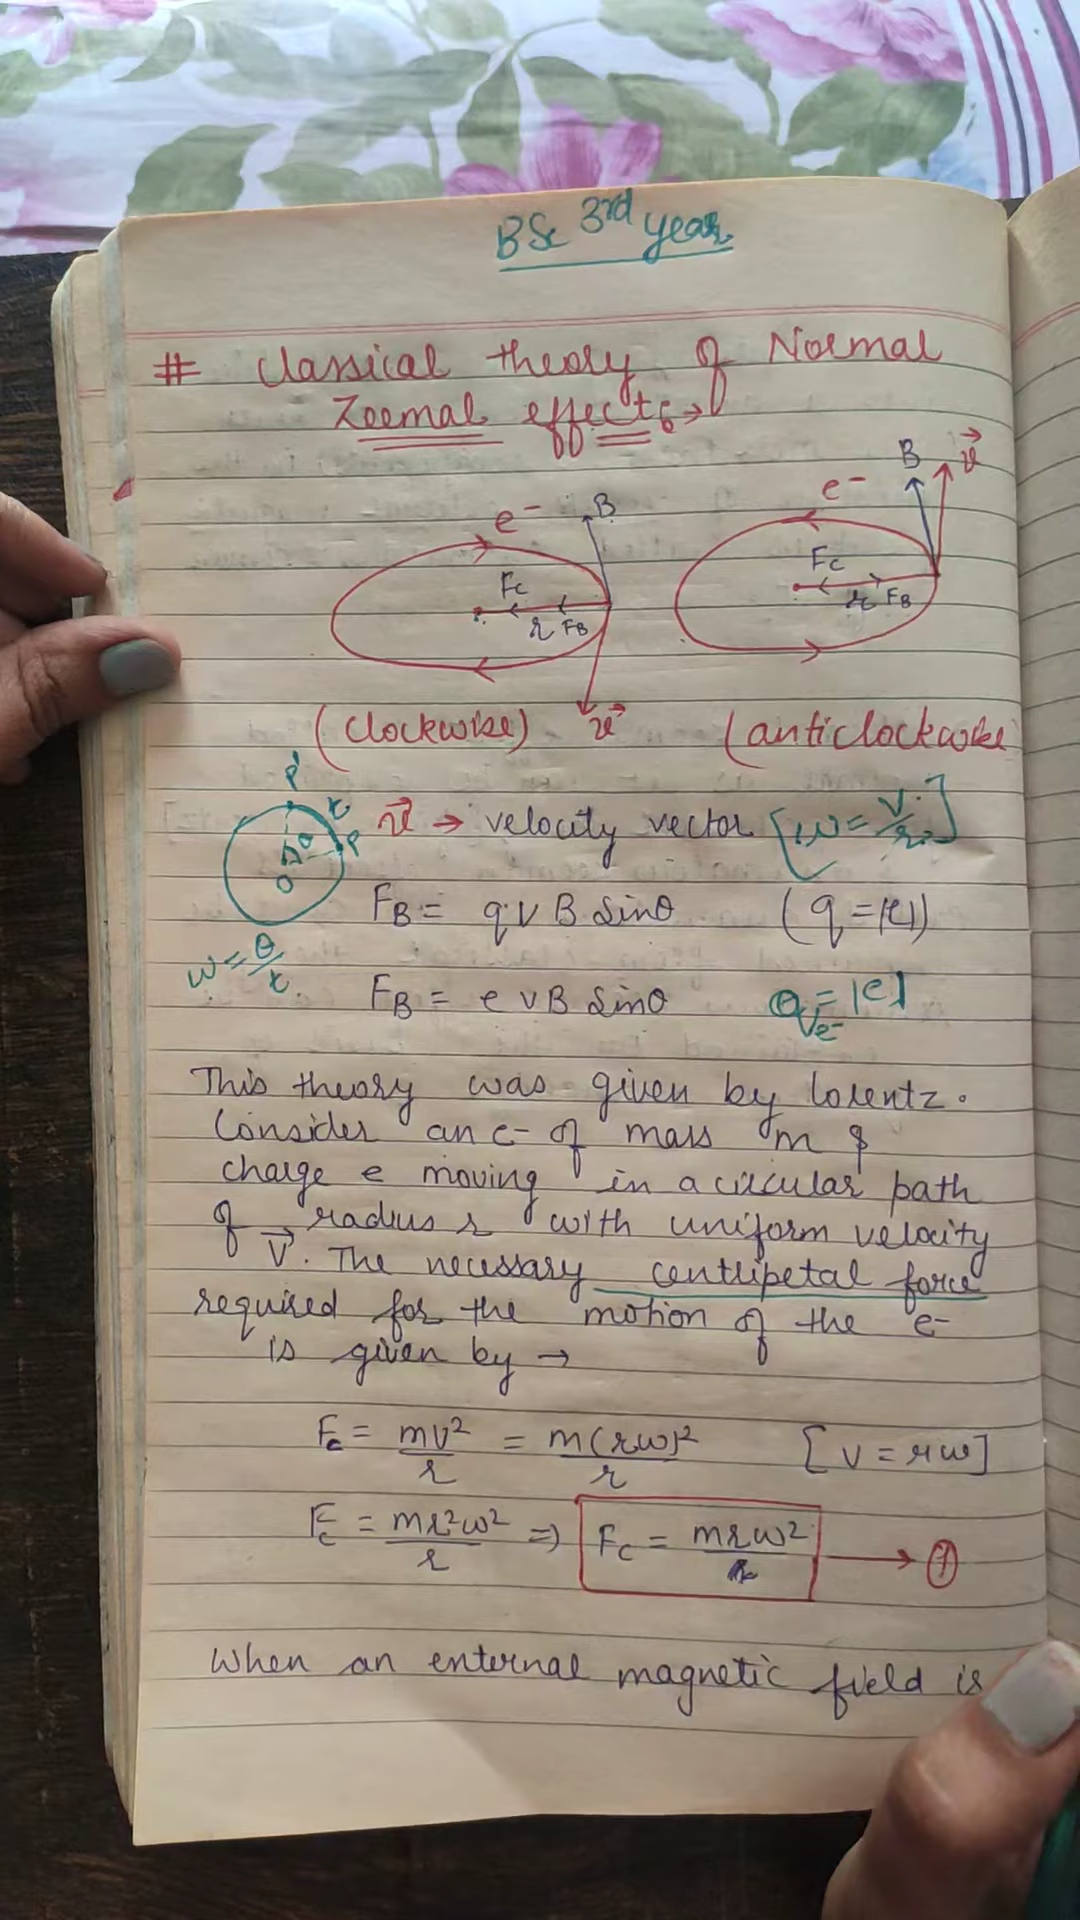 BSc 3rd year
# Classical theory of Normal
Zeemal effect :→
e⁻ B
Fc
r FB
v⃗
(Clockwise)
e⁻ B v⃗
Fc
r FB
(anticlockwise
P' t P
θ
O
ω = θ/t
v⃗ → velocity vector [ω = v/r]
FB = qvB Sinθ (q = |e|)
FB = evB Sinθ qe⁻ = |e|
This theory was given by Lorentz.
Consider an e- of mass m &
charge e moving in a circular path
of radius r with uniform velocity
V⃗. The necessary centripetal force
required for the motion of the e-
is given by →
Fc = mv²/r = m(rω)²/r [v = rω]
Fc = mr²ω²/r ⇒ Fc = mrω² → ①
When an enternal magnetic field is